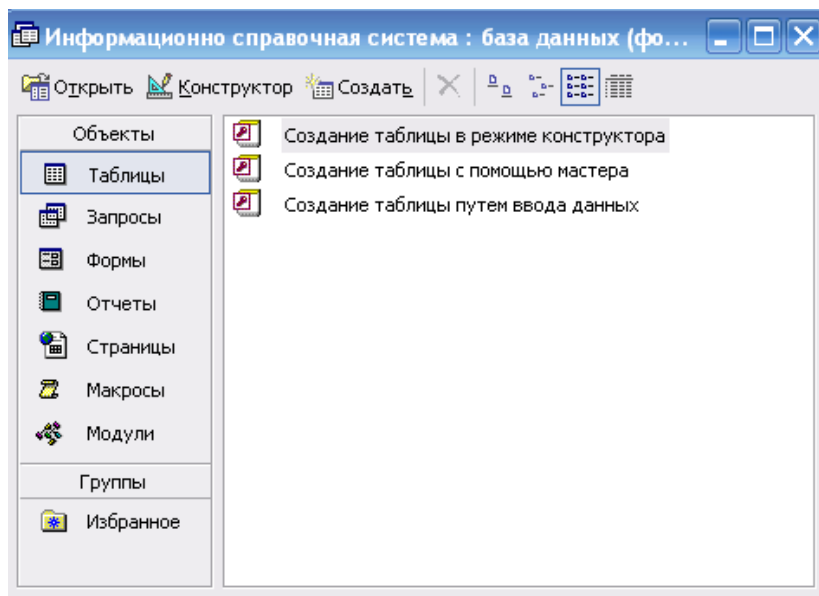 Информационно справочная система : база данных (фо...
Открыть Конструктор Создать
Объекты
Таблицы
Запросы
Формы
Отчеты
Страницы
Макросы
Модули
Группы
Избранное
Создание таблицы в режиме конструктора
Создание таблицы с помощью мастера
Создание таблицы путем ввода данных